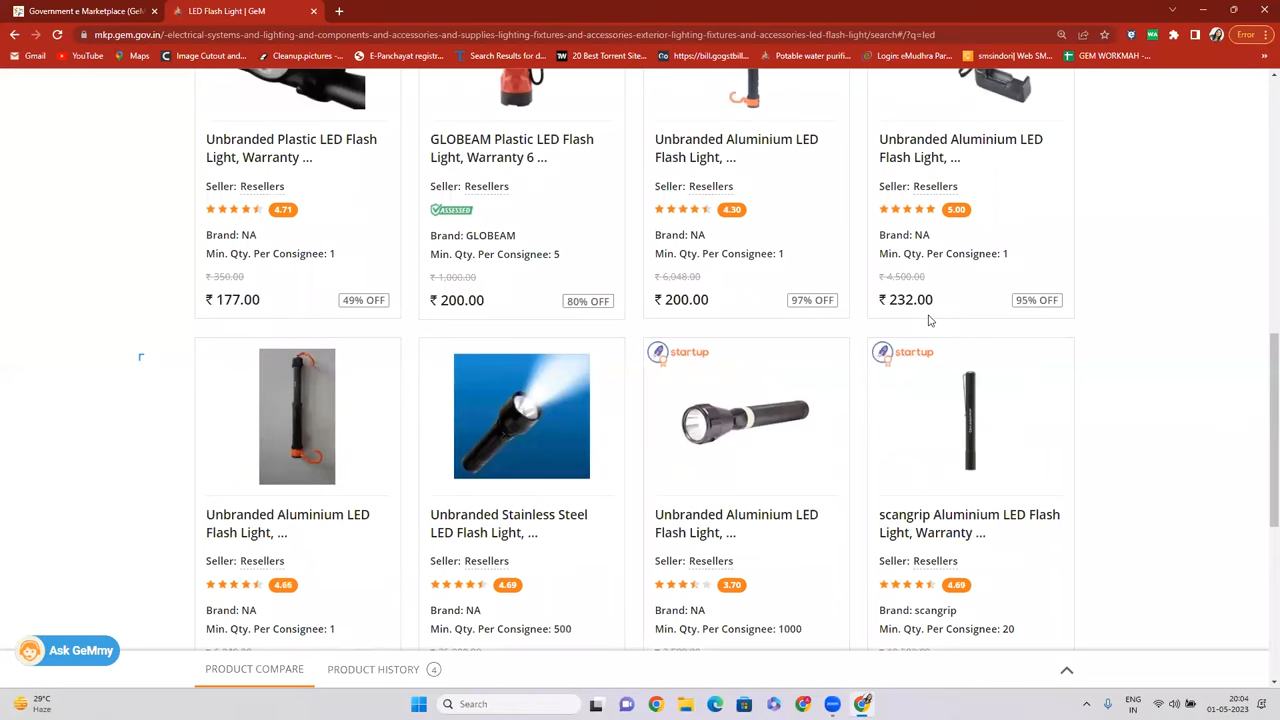 Government e Marketplace (GeM
LED Flash Light | GeM
mkp.gem.gov.in/-electrical-systems-and-lighting-and-components-and-accessories-and-supplies-lighting-fixtures-and-accessories-exterior-lighting-fixtures-and-accessories-led-flash-light/search#/?q=led
Error
Gmail YouTube Maps Image Cutout and... Cleanup.pictures -... E-Panchayat registr... Search Results for d... 20 Best Torrent Site... https://bill.gogstbill... Potable water purifi... Login: eMudhra Par... smsindori| Web SM... GEM WORKMAH -...
Unbranded Plastic LED Flash
Light, Warranty ...
Seller: Resellers
4.71
Brand: NA
Min. Qty. Per Consignee: 1
₹ 350.00
₹ 177.00 49% OFF
GLOBEAM Plastic LED Flash
Light, Warranty 6 ...
Seller: Resellers
ASSESSED
Brand: GLOBEAM
Min. Qty. Per Consignee: 5
₹ 1,000.00
₹ 200.00 80% OFF
Unbranded Aluminium LED
Flash Light, ...
Seller: Resellers
4.30
Brand: NA
Min. Qty. Per Consignee: 1
₹ 6,048.00
₹ 200.00 97% OFF
Unbranded Aluminium LED
Flash Light, ...
Seller: Resellers
5.00
Brand: NA
Min. Qty. Per Consignee: 1
₹ 4,500.00
₹ 232.00 95% OFF
Unbranded Aluminium LED
Flash Light, ...
Seller: Resellers
4.66
Brand: NA
Min. Qty. Per Consignee: 1
Unbranded Stainless Steel
LED Flash Light, ...
Seller: Resellers
4.69
Brand: NA
Min. Qty. Per Consignee: 500
startup
Unbranded Aluminium LED
Flash Light, ...
Seller: Resellers
3.70
Brand: NA
Min. Qty. Per Consignee: 1000
startup
scangrip Aluminium LED Flash
Light, Warranty ...
Seller: Resellers
4.69
Brand: scangrip
Min. Qty. Per Consignee: 20
Ask GeMmy
PRODUCT COMPARE PRODUCT HISTORY 4
29°C
Haze
Search
ENG
IN
20:04
01-05-2023